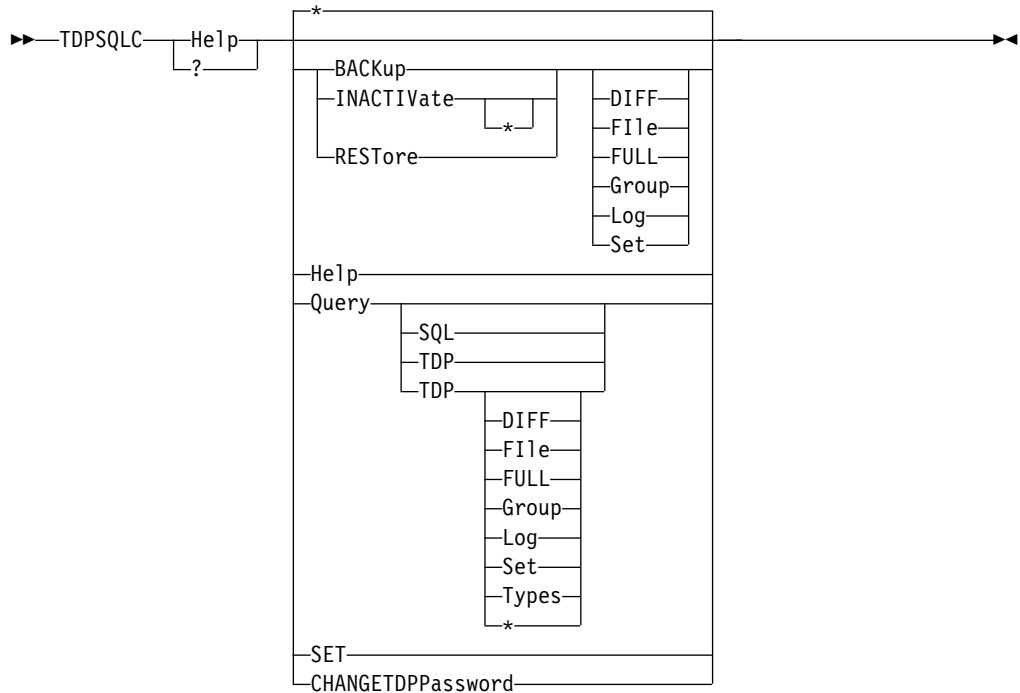 *
TDPSQLC Help
?
BACKup
INACTIVate
*
RESTore
DIFF
FIle
FULL
Group
Log
Set
Help
Query
SQL
TDP
TDP
DIFF
FIle
FULL
Group
Log
Set
Types
*
SET
CHANGETDPPassword